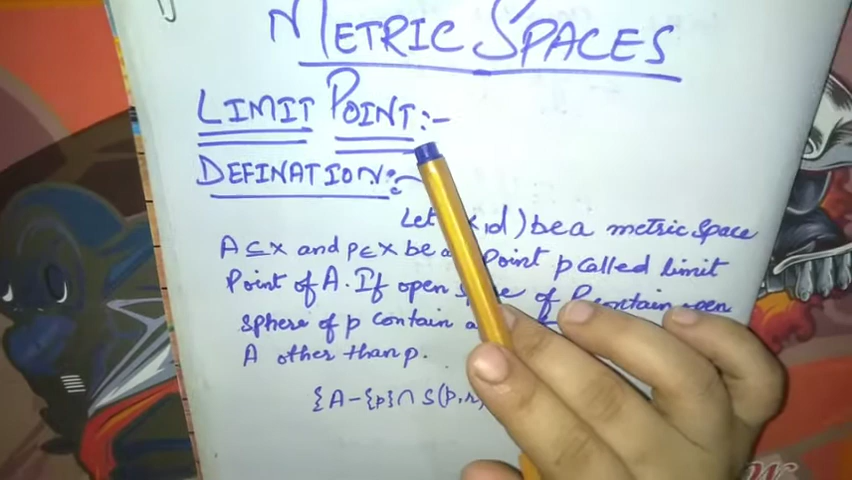 METRIC SPACES
LIMIT POINT:-
DEFINATION:-
Let ,d) be a metric space
A ⊆ X and p ∈ X be a point p called limit
Point of A. If open of P contain open
sphere of p contain
A other than p.
{A-{p}∩S(p,r)